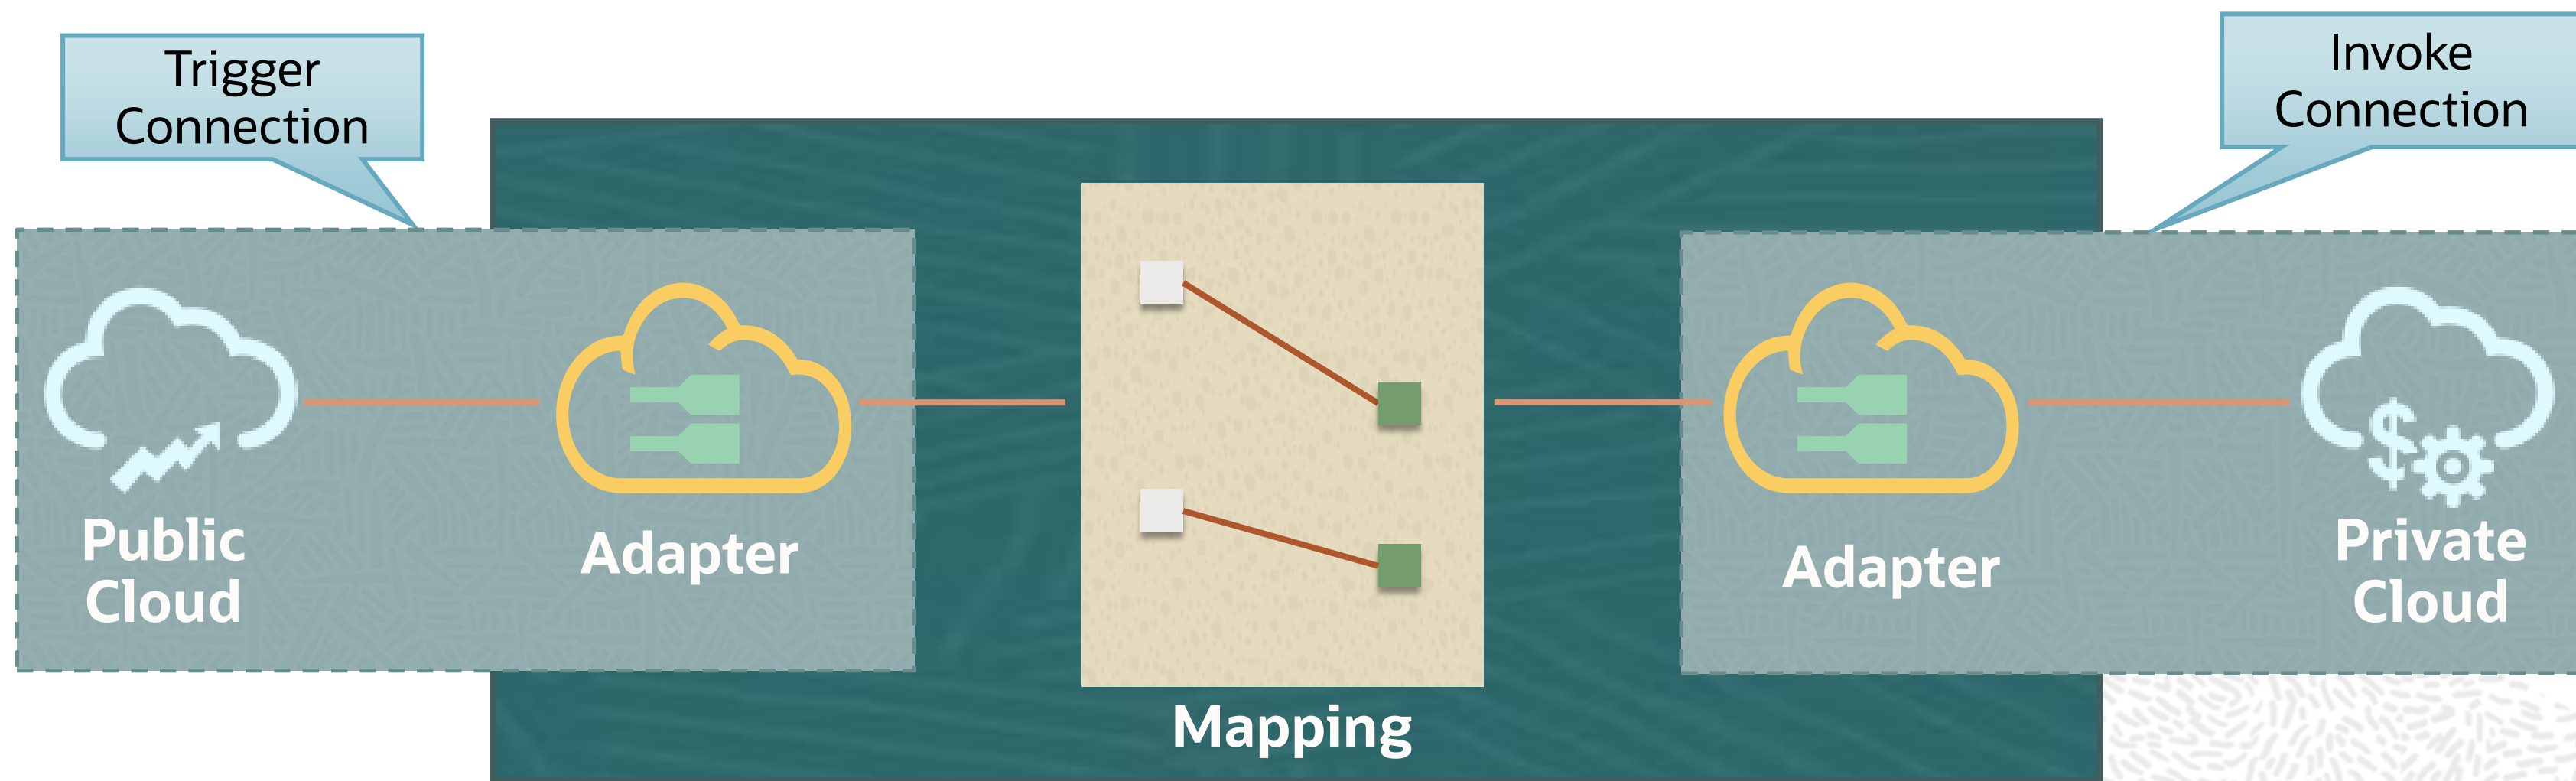 Trigger
Connection
Invoke
Connection
Public
Cloud
Adapter
Mapping
Adapter
Private
Cloud